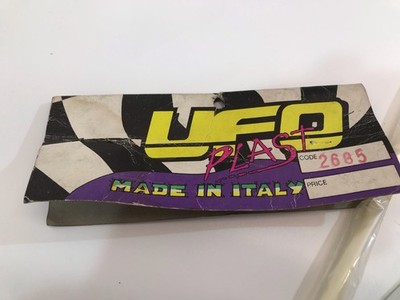 UFO
PLAST
CODE 2685
MADE IN ITALY
PRICE